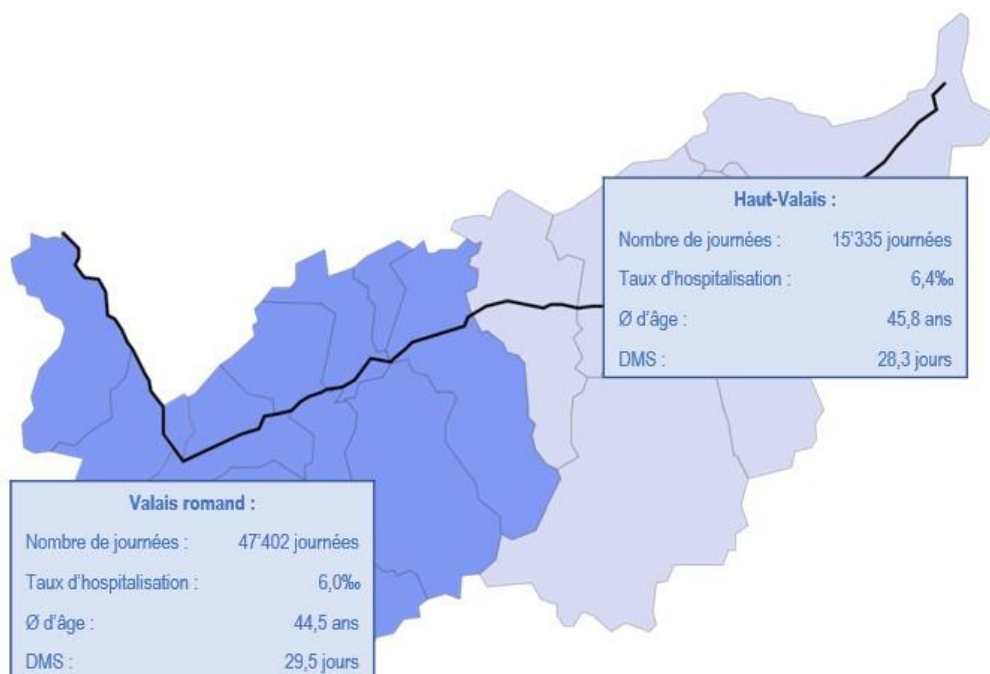 Haut-Valais :
Nombre de journées : 15'335 journées
Taux d'hospitalisation : 6,4‰
Ø d'âge : 45,8 ans
DMS : 28,3 jours
Valais romand :
Nombre de journées : 47'402 journées
Taux d'hospitalisation : 6,0‰
Ø d'âge : 44,5 ans
DMS : 29,5 jours